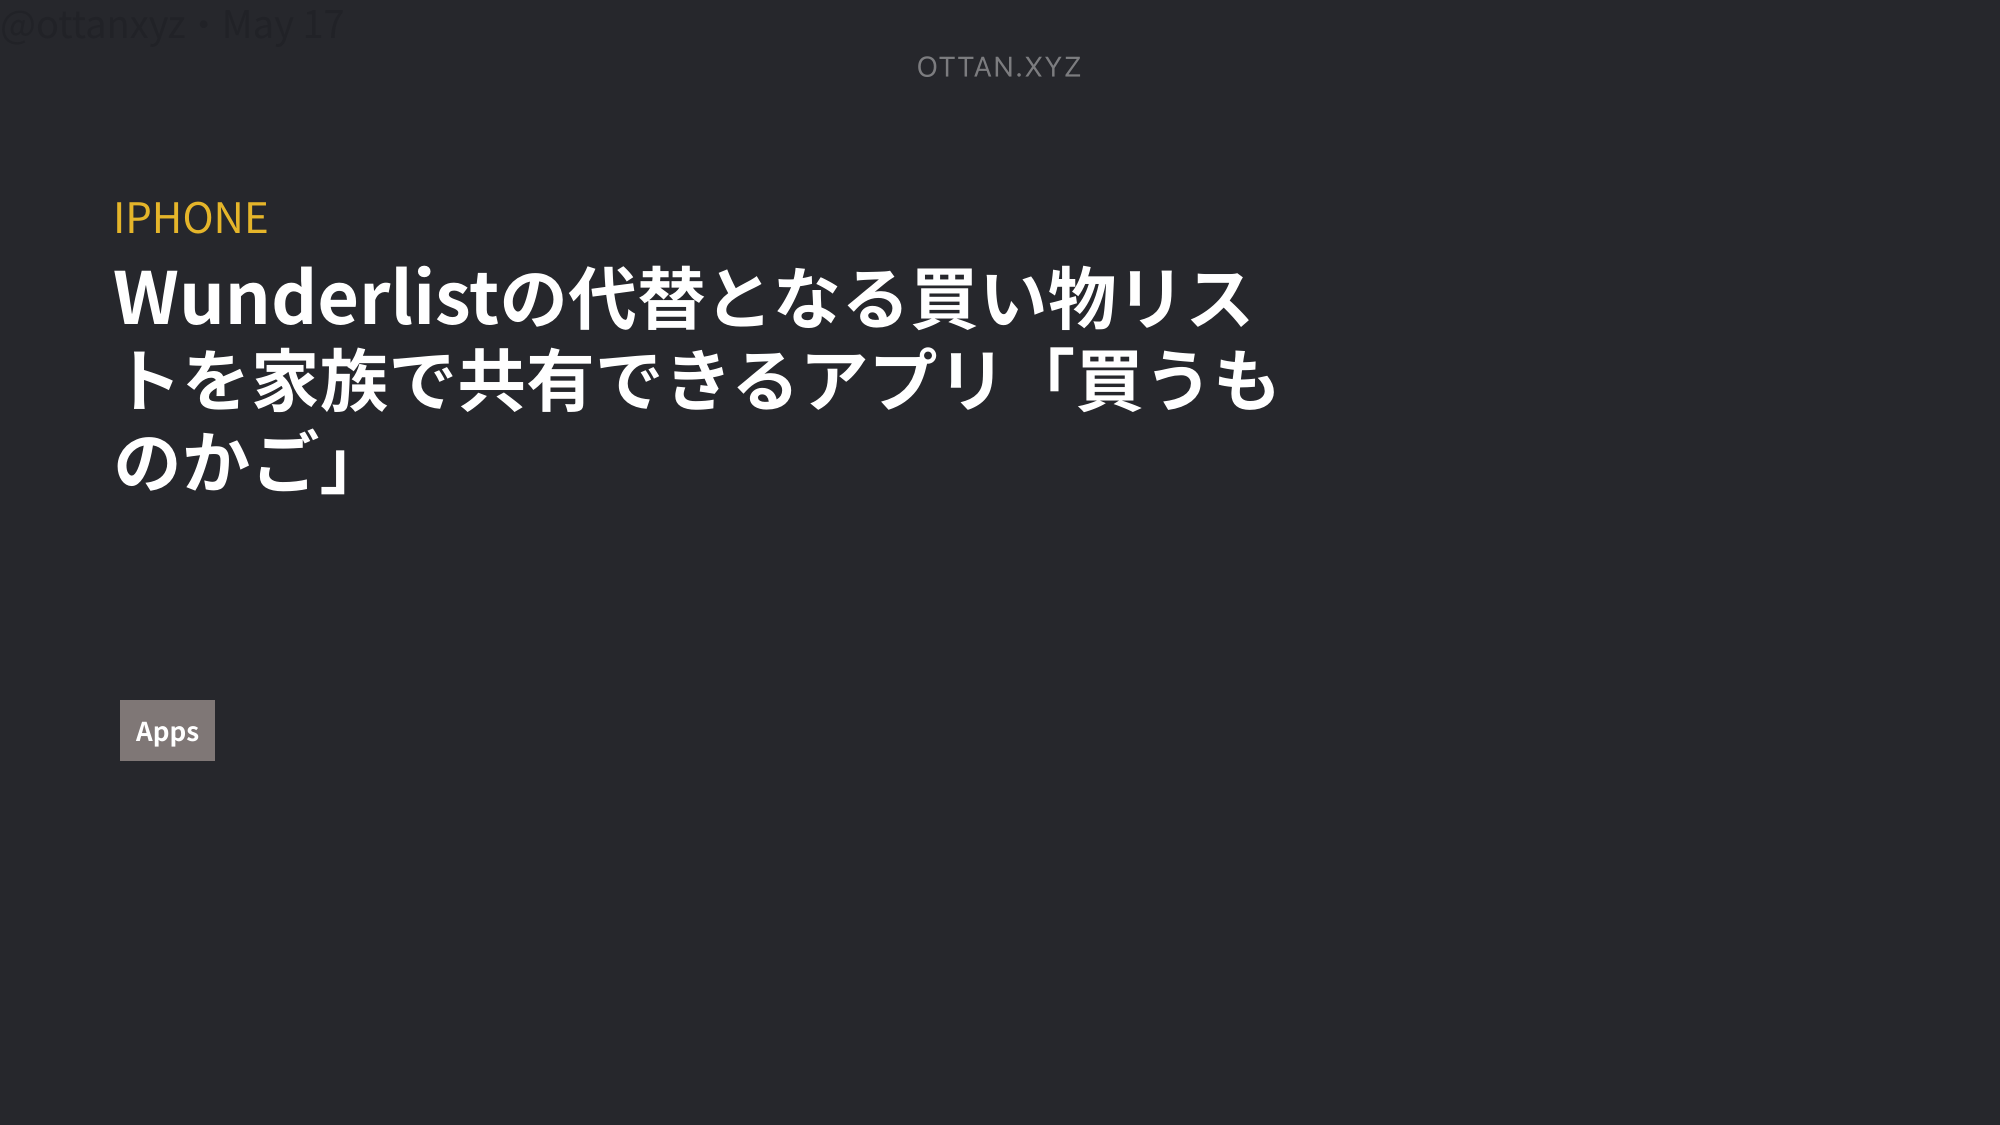 @ottanxyz・May 17
OTTAN.XYZ
IPHONE
Wunderlistの代替となる買い物リス
トを家族で共有できるアプリ「買うも
のかご」
Apps